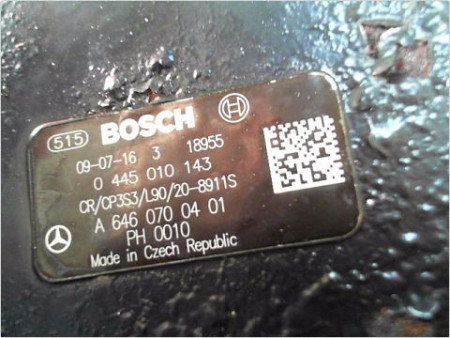 515 BOSCH
09-07-16 3 18955
0 445 010 143
CR/CP3S3/L90/20-8911S
A 646 070 04 01
PH 0010
Made in Czech Republic